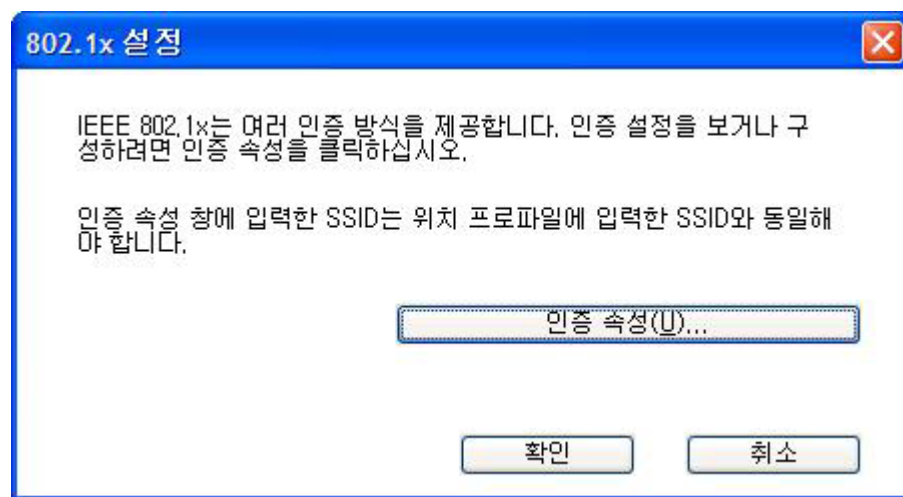 802.1x 설정
IEEE 802.1x는 여러 인증 방식을 제공합니다. 인증 설정을 보거나 구
성하려면 인증 속성을 클릭하십시오.
인증 속성 창에 입력한 SSID는 위치 프로파일에 입력한 SSID와 동일해
야 합니다.
인증 속성(U)...
확인 취소